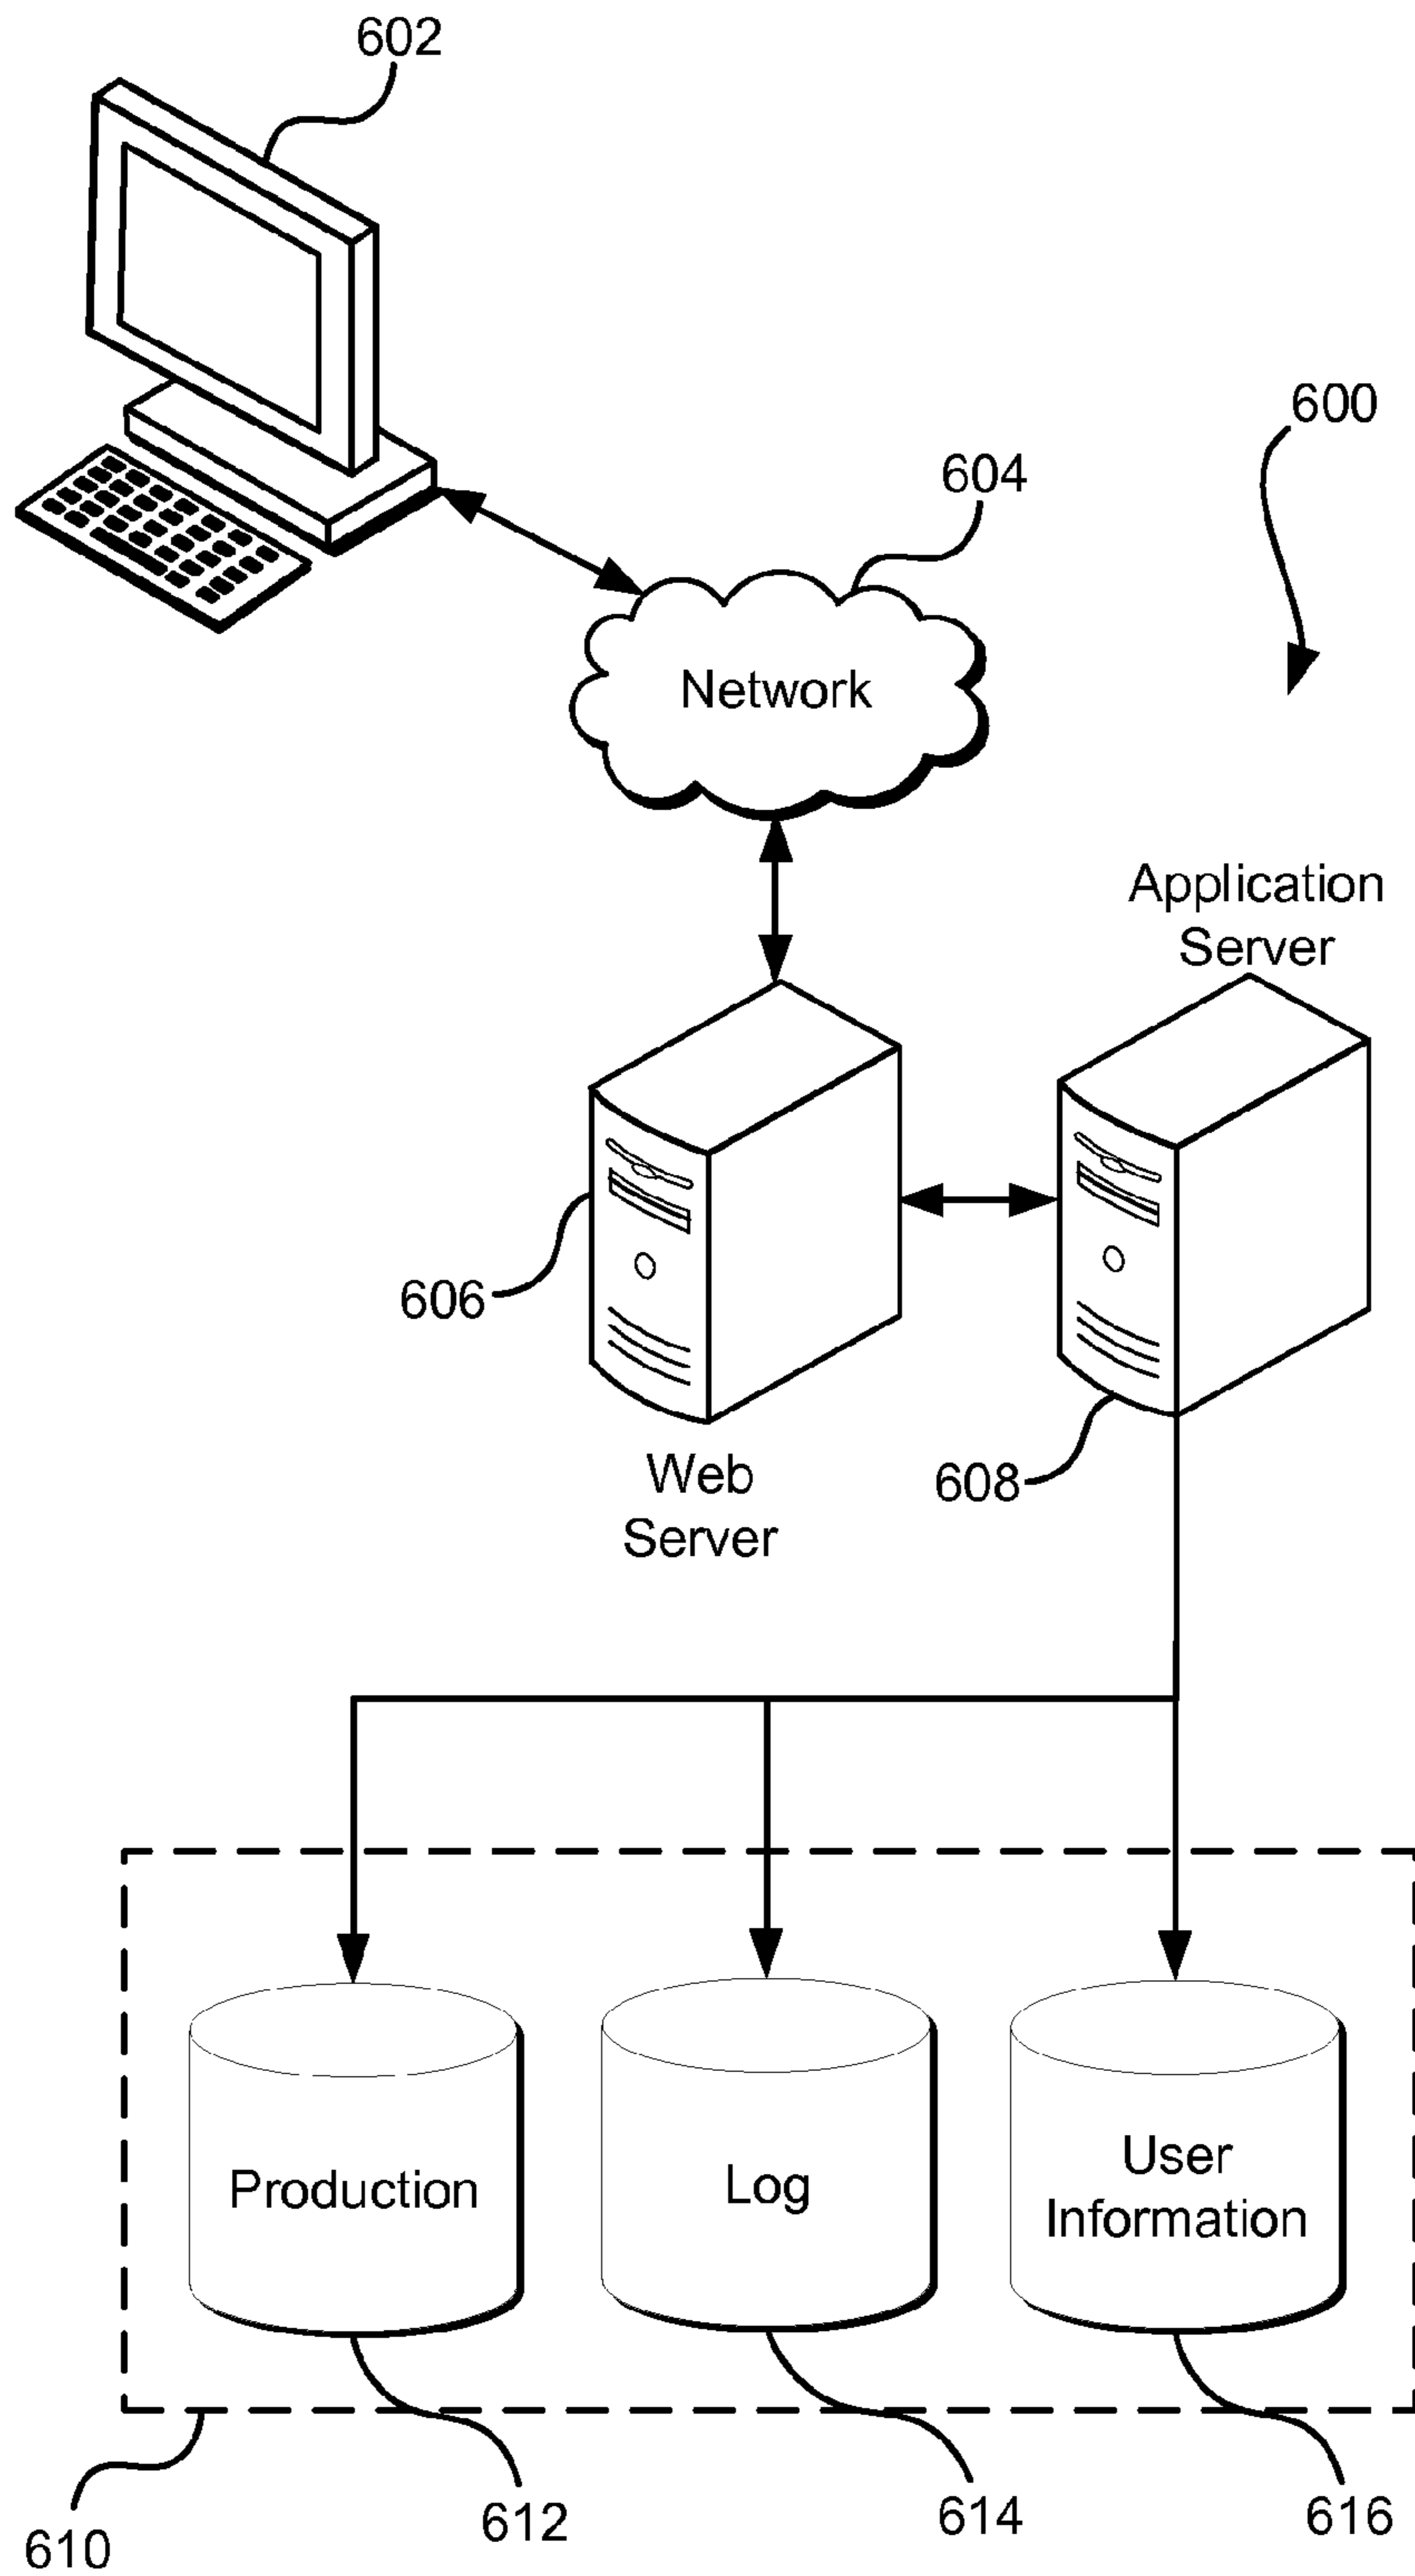 602
600
604
Network
Application
Server
606
Web
Server
608
Production
Log
User
Information
610
612
614
616